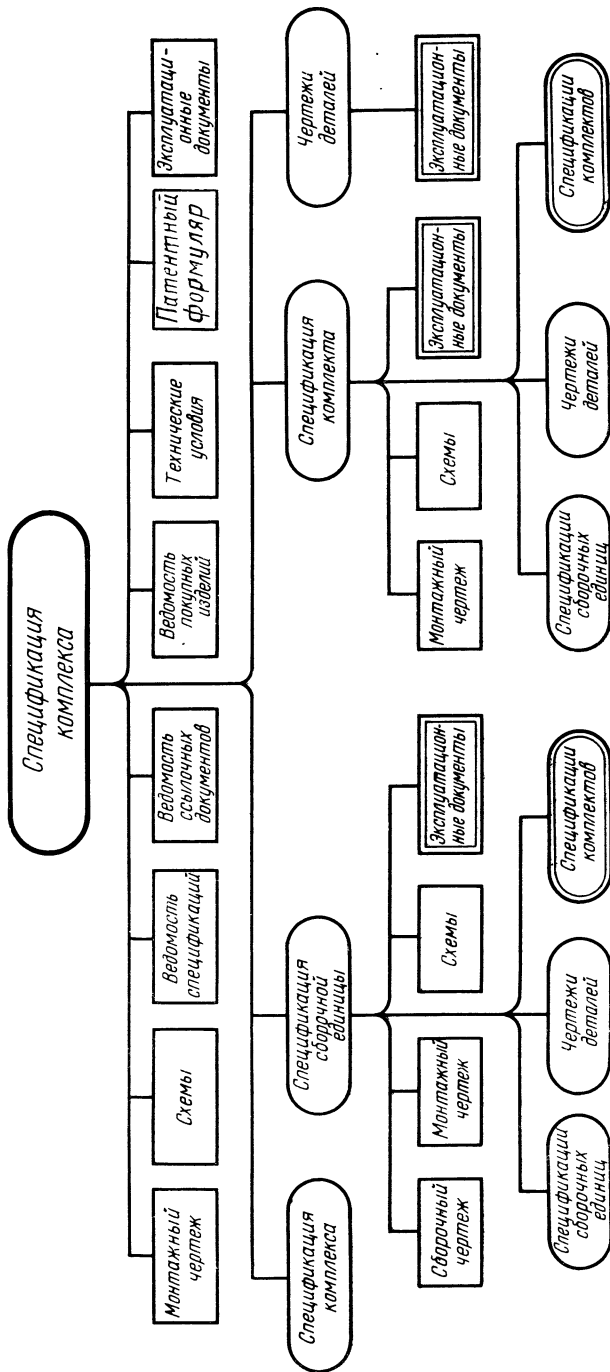 Спецификация
комплекса
Монтажный
чертеж
Схемы
Ведомость
спецификаций
Ведомость
ссылочных
документов
Ведомость
покупных
изделий
Технические
условия
Патентный
формуляр
Эксплуатаци-
онные
документы
Спецификация
комплекса
Спецификация
сборочной
единицы
Спецификация
комплекта
Чертежи
деталей
Сборочный
чертеж
Монтажный
чертеж
Схемы
Эксплуатацион-
ные документы
Монтажный
чертеж
Схемы
Эксплуатацион-
ные документы
Эксплуатацион-
ные документы
Спецификации
сборочных
единиц
Чертежи
деталей
Спецификации
комплектов
Спецификации
сборочных
единиц
Чертежи
деталей
Спецификации
комплектов